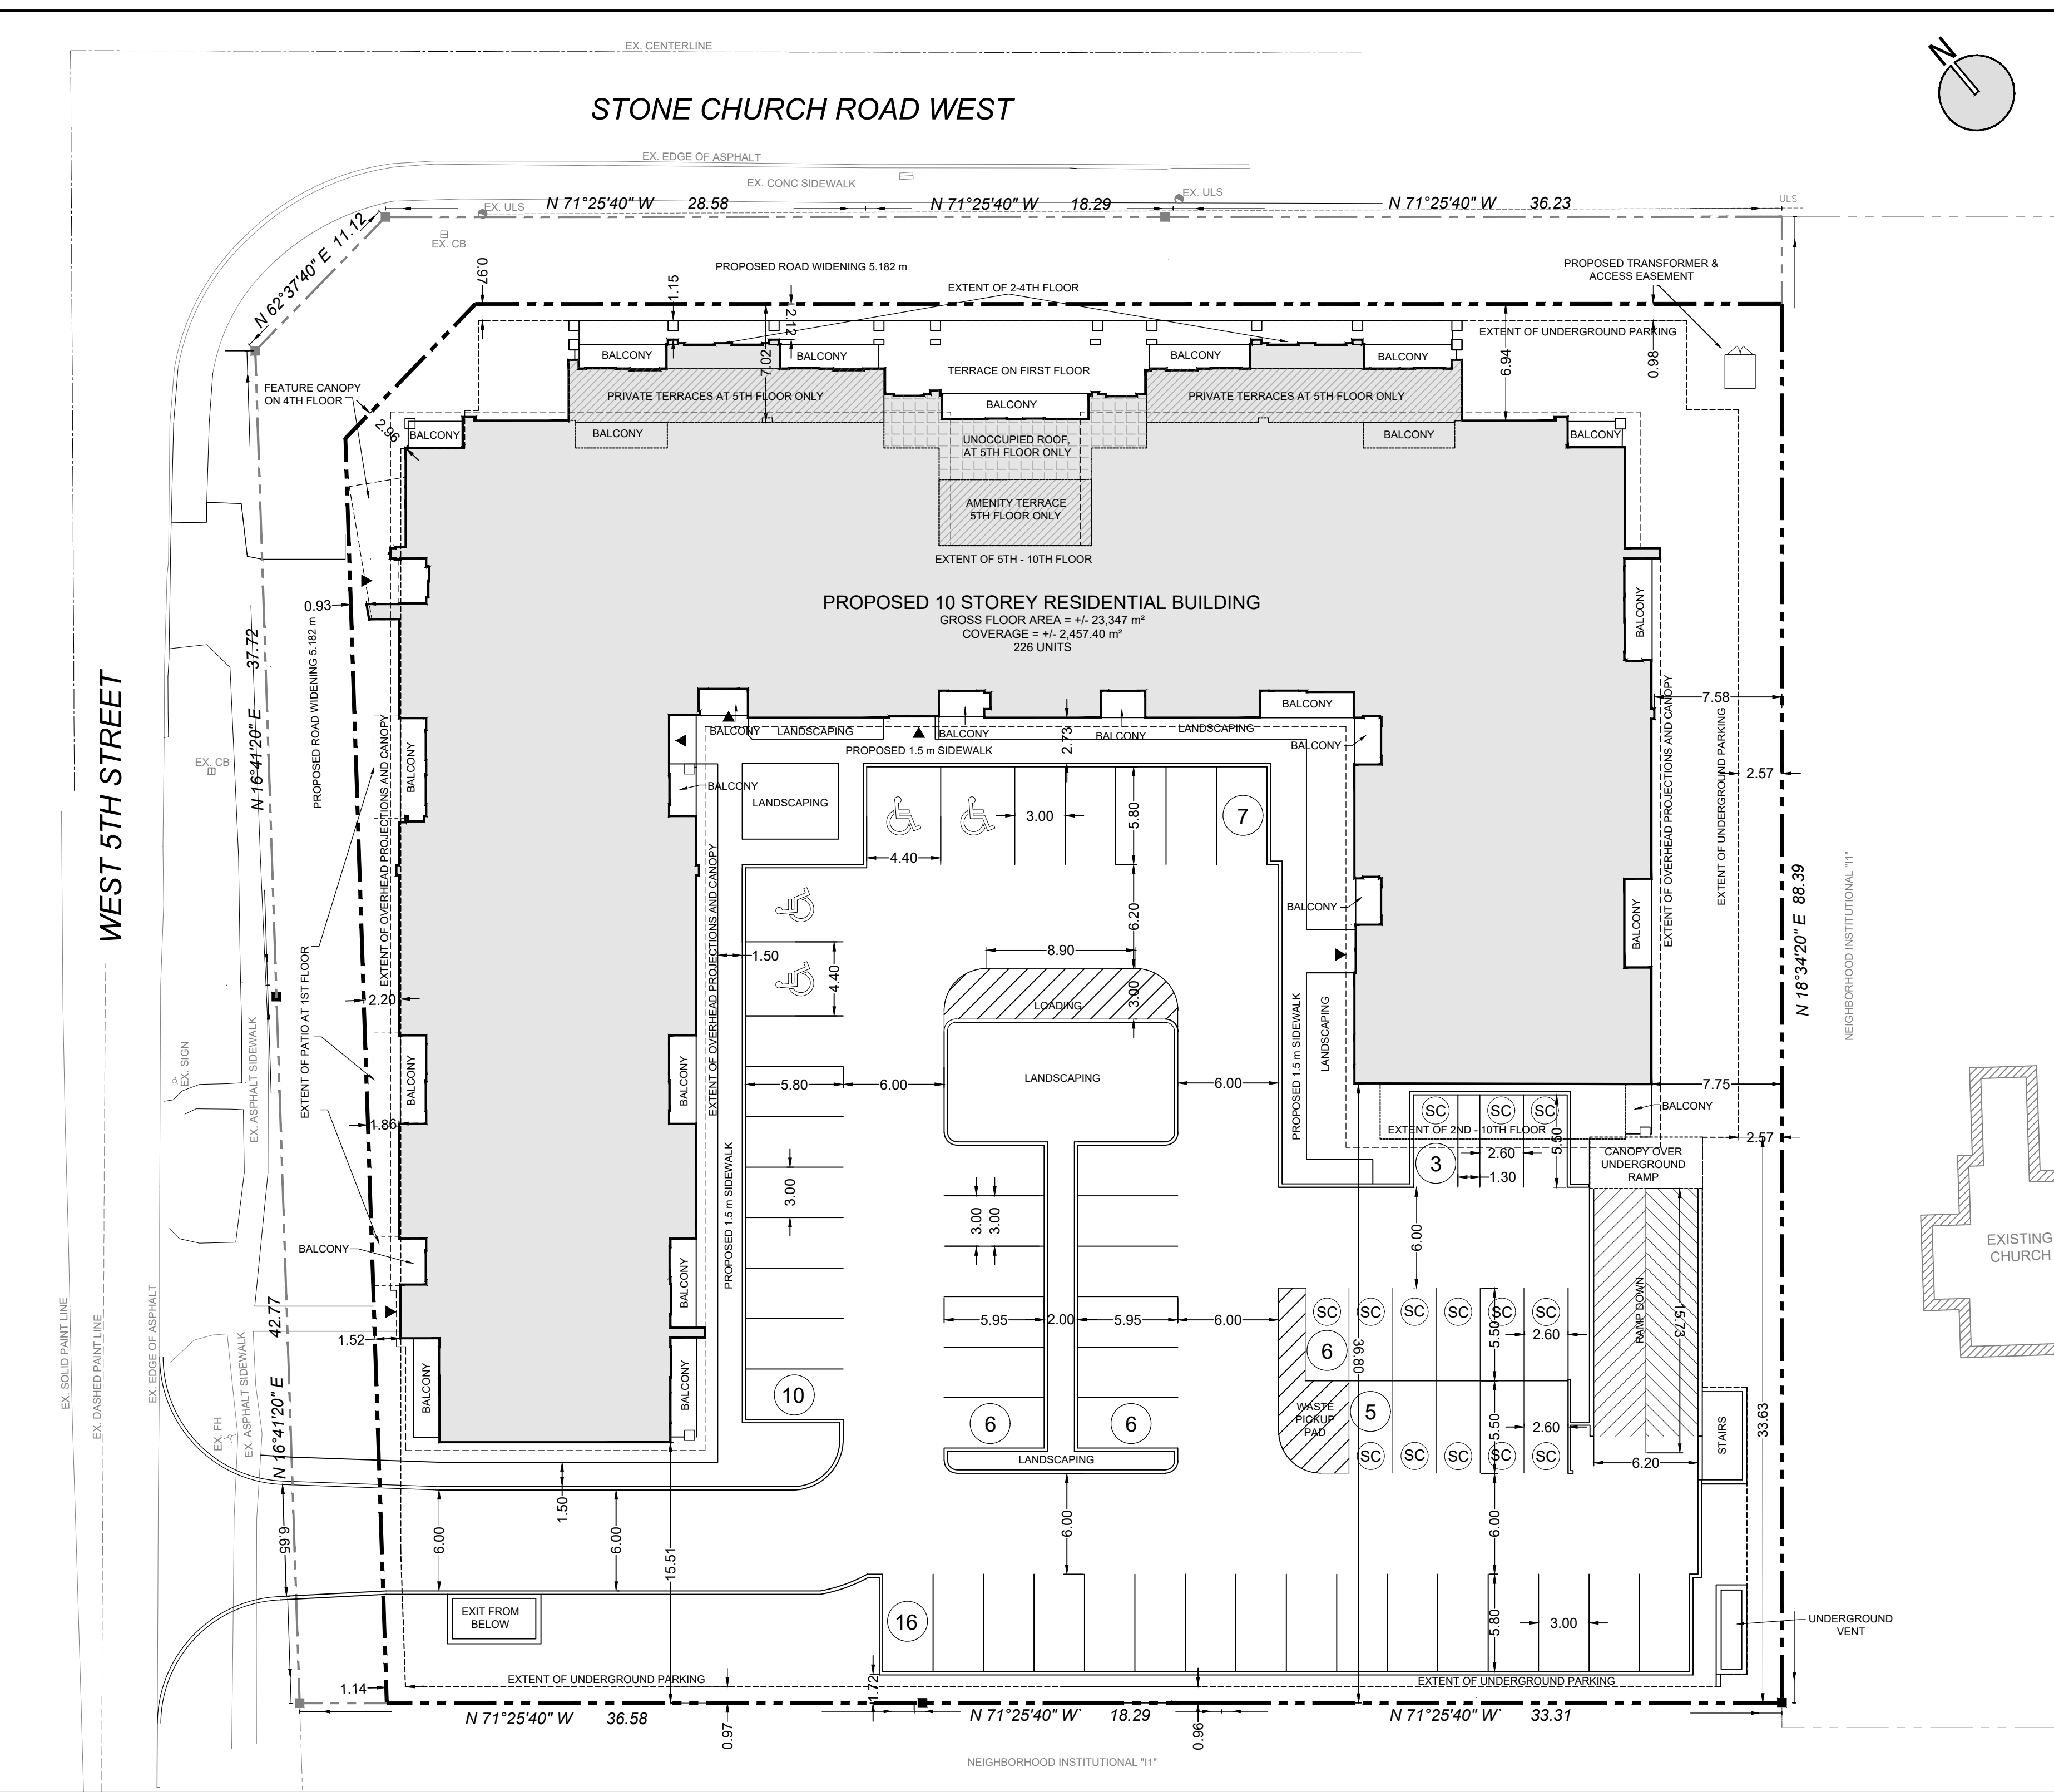 EX. CENTERLINE
N
STONE CHURCH ROAD WEST
EX. EDGE OF ASPHALT
EX. CONC SIDEWALK
EX. ULS
N 71°25'40" W 28.58
N 71°25'40" W 18.29
EX. ULS
N 71°25'40" W 36.23
ULS
N 62°37'40" E 11.12
EX. CB
0.97
PROPOSED ROAD WIDENING 5.182 m
1.15
2.12
7.02
EXTENT OF 2-4TH FLOOR
PROPOSED TRANSFORMER &
ACCESS EASEMENT
EXTENT OF UNDERGROUND PARKING
6.94
0.98
BALCONY
BALCONY
BALCONY
BALCONY
TERRACE ON FIRST FLOOR
FEATURE CANOPY
ON 4TH FLOOR
PRIVATE TERRACES AT 5TH FLOOR ONLY
PRIVATE TERRACES AT 5TH FLOOR ONLY
BALCONY
2.96
BALCONY
BALCONY
BALCONY
BALCONY
UNOCCUPIED ROOF,
AT 5TH FLOOR ONLY
AMENITY TERRACE
5TH FLOOR ONLY
EXTENT OF 5TH - 10TH FLOOR
PROPOSED 10 STOREY RESIDENTIAL BUILDING
GROSS FLOOR AREA = +/- 23,347 m²
COVERAGE = +/- 2,457.40 m²
226 UNITS
0.93
PROPOSED ROAD WIDENING 5.182 m
N 16°41'20" E 37.72
WEST 5TH STREET
EX. CB
BALCONY
EXTENT OF OVERHEAD PROJECTIONS AND CANOPY
BALCONY
BALCONY
BALCONY
LANDSCAPING
BALCONY
BALCONY
LANDSCAPING
BALCONY
PROPOSED 1.5 m SIDEWALK
2.73
BALCONY
LANDSCAPING
3.00
5.80
7
4.40
7.58
EXTENT OF OVERHEAD PROJECTIONS AND CANOPY
EXTENT OF UNDERGROUND PARKING
2.57
N 18°34'20" E 88.39
NEIGHBORHOOD INSTITUTIONAL "I1"
BALCONY
BALCONY
EXTENT OF OVERHEAD PROJECTIONS AND CANOPY
1.50
4.40
6.20
8.90
3.00
LOADING
LANDSCAPING
2.20
EXTENT OF PATIO AT 1ST FLOOR
1.86
EX. SIGN
EX. ASPHALT SIDEWALK
BALCONY
BALCONY
5.80
6.00
6.00
PROPOSED 1.5 m SIDEWALK
LANDSCAPING
7.75
BALCONY
SC
SC
SC
EXTENT OF 2ND - 10TH FLOOR
5.50
2.57
3
2.60
1.30
CANOPY OVER
UNDERGROUND
RAMP
PROPOSED 1.5 m SIDEWALK
3.00
3.00
3.00
6.00
EXISTING
CHURCH
BALCONY
BALCONY
N 16°41'20" E 42.77
1.52
BALCONY
BALCONY
5.95
2.00
5.95
6.00
SC
SC
SC
SC
SC
SC
5.50
2.60
6
36.80
RAMP DOWN
15.73
EX. SOLID PAINT LINE
EX. DASHED PAINT LINE
EX. EDGE OF ASPHALT
EX. FH
EX. ASPHALT SIDEWALK
10
6
6
WASTE
PICKUP
PAD
5
5.50
2.60
SC
SC
SC
SC
SC
6.20
STAIRS
33.63
LANDSCAPING
6.65
6.00
1.50
6.00
15.51
6.00
6.00
EXIT FROM
BELOW
16
5.80
3.00
UNDERGROUND
VENT
1.14
EXTENT OF UNDERGROUND PARKING
1.72
EXTENT OF UNDERGROUND PARKING
N 71°25'40" W 36.58
0.97
N 71°25'40" W 18.29
0.96
N 71°25'40" W 33.31
NEIGHBORHOOD INSTITUTIONAL "I1"